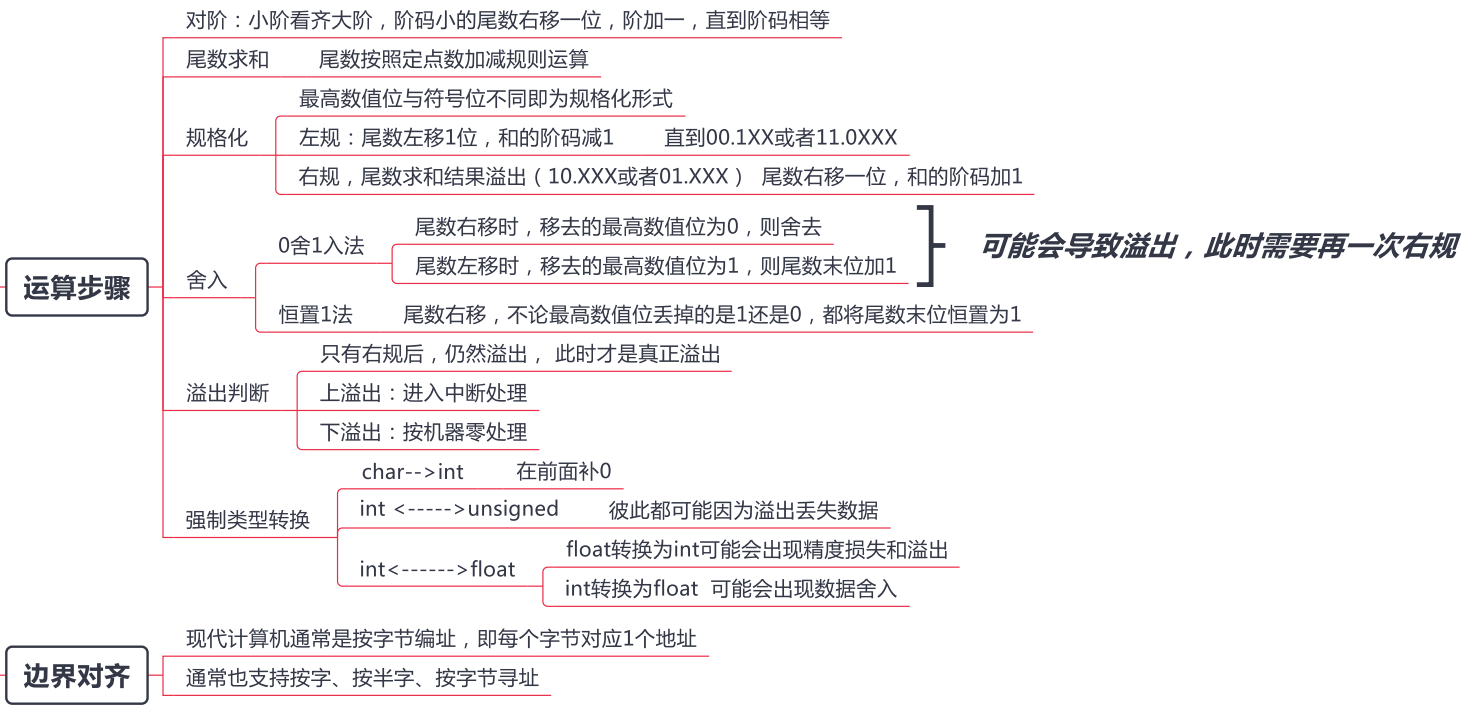 运算步骤
对阶：小阶看齐大阶，阶码小的尾数右移一位，阶加一，直到阶码相等
尾数求和 尾数按照定点数加减规则运算
规格化
最高数值位与符号位不同即为规格化形式
左规：尾数左移1位，和的阶码减1 直到00.1XX或者11.0XXX
右规，尾数求和结果溢出（10.XXX或者01.XXX） 尾数右移一位，和的阶码加1
舍入
0舍1入法
尾数右移时，移去的最高数值位为0，则舍去
尾数左移时，移去的最高数值位为1，则尾数末位加1
可能会导致溢出，此时需要再一次右规
恒置1法 尾数右移，不论最高数值位丢掉的是1还是0，都将尾数末位恒置为1
溢出判断
只有右规后，仍然溢出， 此时才是真正溢出
上溢出：进入中断处理
下溢出：按机器零处理
强制类型转换
char-->int 在前面补0
int <----->unsigned 彼此都可能因为溢出丢失数据
int<------>float
float转换为int可能会出现精度损失和溢出
int转换为float 可能会出现数据舍入
边界对齐
现代计算机通常是按字节编址，即每个字节对应1个地址
通常也支持按字、按半字、按字节寻址